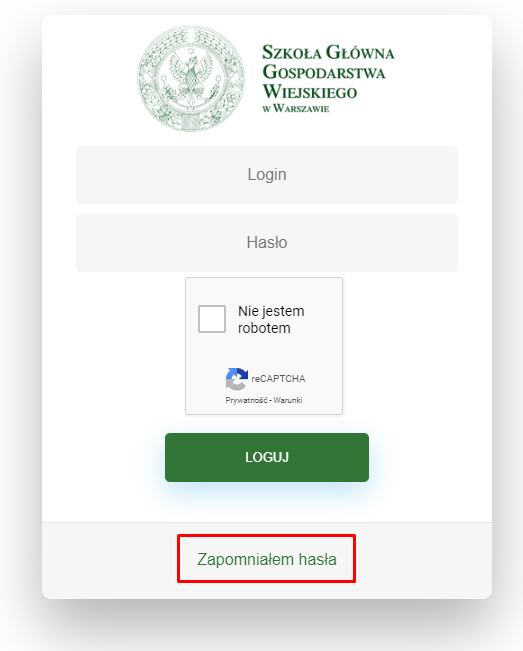 SZKOŁA GŁÓWNA
GOSPODARSTWA
WIEJSKIEGO
W WARSZAWIE
Login
Hasło
Nie jestem
robotem
reCAPTCHA
Prywatność - Warunki
LOGUJ
Zapomniałem hasła